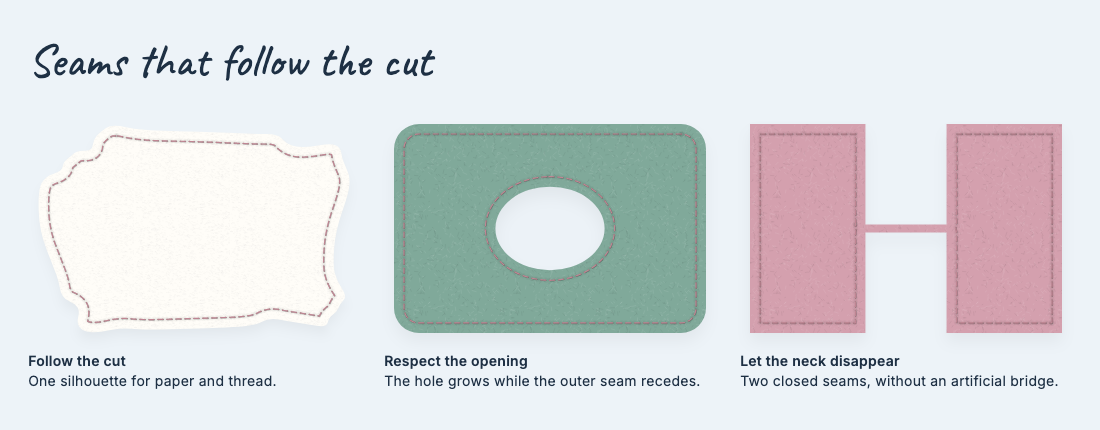 Seams that follow the cut
Follow the cut
One silhouette for paper and thread.
Respect the opening
The hole grows while the outer seam recedes.
Let the neck disappear
Two closed seams, without an artificial bridge.